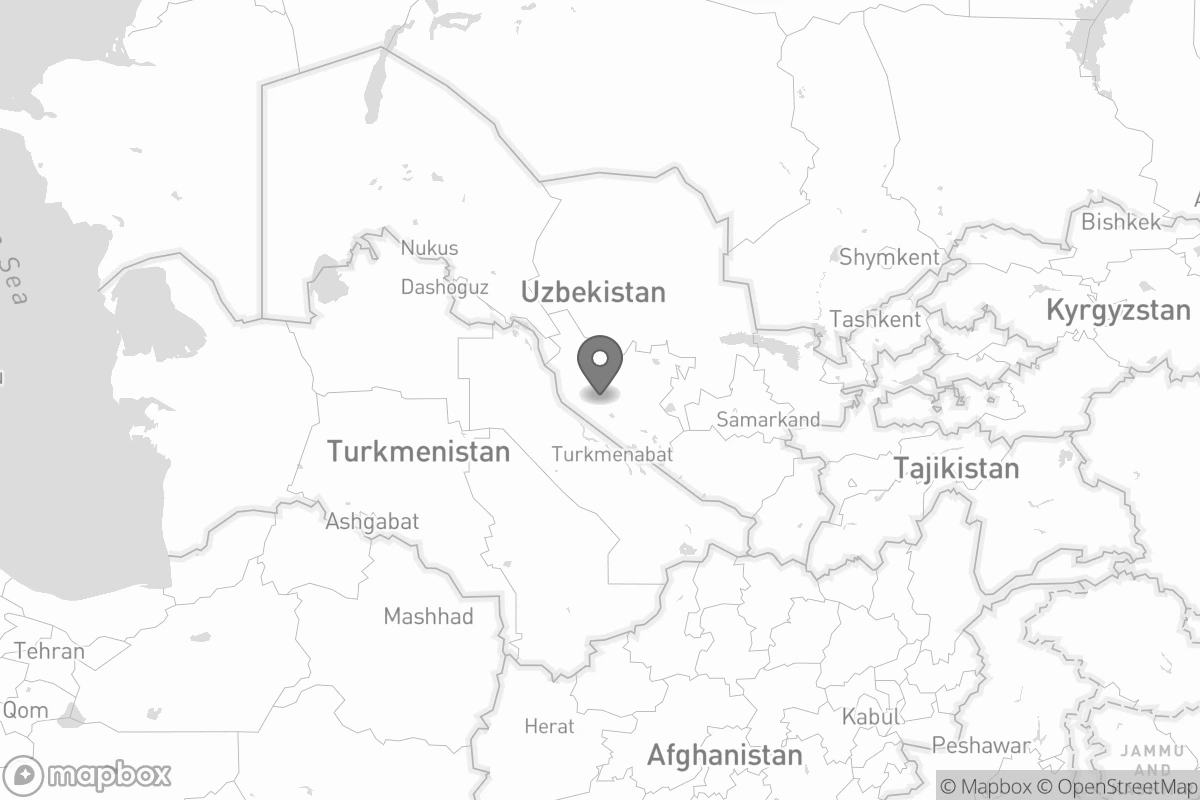 Bishkek
Nukus
Shymkent
Sea
Dashoguz
Uzbekistan
Kyrgyzstan
Tashkent
Samarkand
Turkmenistan
Turkmenabat
Tajikistan
Ashgabat
Mashhad
Tehran
Qom
Herat
Kabul
Peshawar
Afghanistan
JAMMU
AND
mapbox
© Mapbox © OpenStreetMap